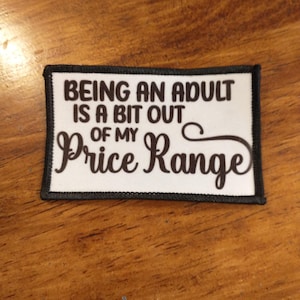 BEING AN ADULT
IS A BIT OUT
OF MY
Price Range